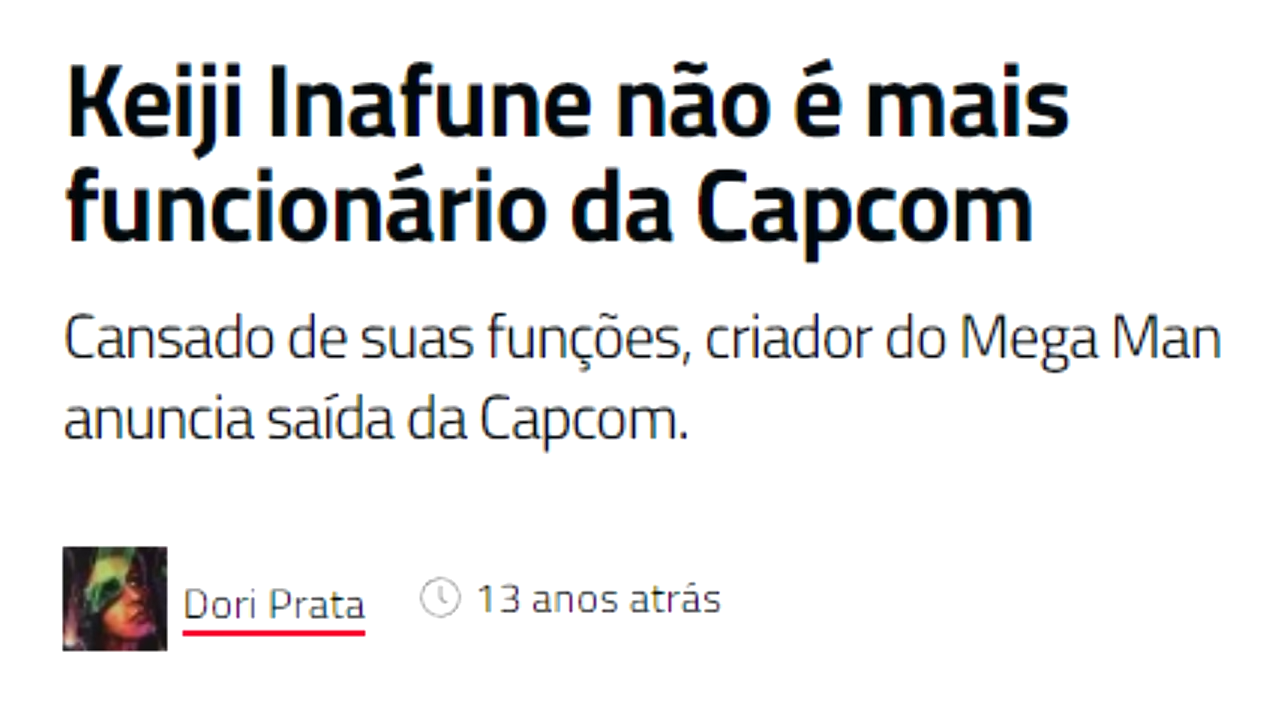 Keiji Inafune não é mais
funcionário da Capcom
Cansado de suas funções, criador do Mega Man
anuncia saída da Capcom.
Dori Prata
13 anos atrás